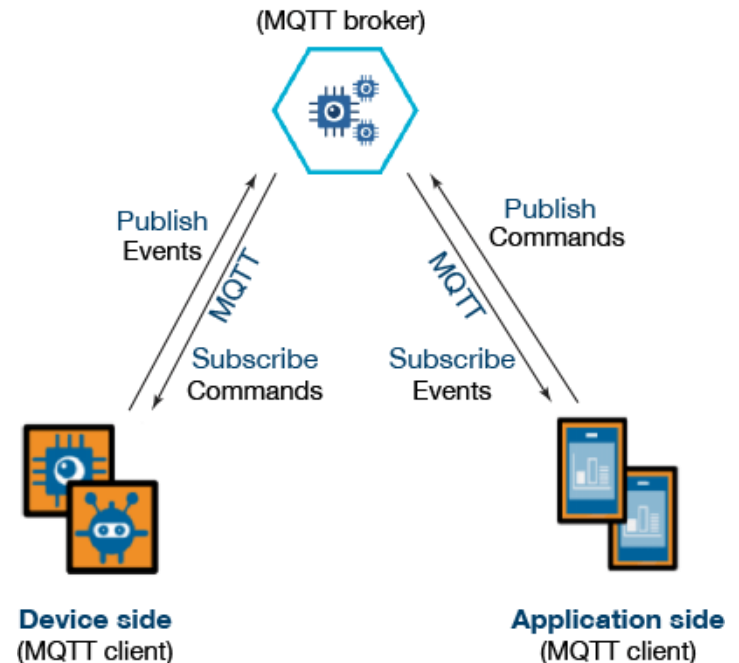 (MQTT broker)
Publish
Events
MQTT
Subscribe
Commands
Publish
Commands
MQTT
Subscribe
Events
Device side
(MQTT client)
Application side
(MQTT client)